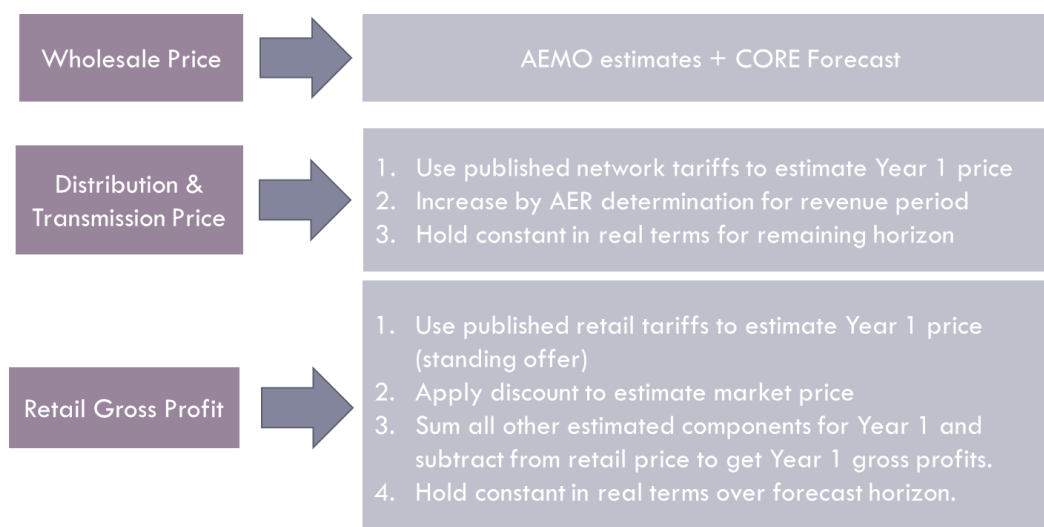 Wholesale Price
AEMO estimates + CORE Forecast
Distribution &
Transmission Price
1. Use published network tariffs to estimate Year 1 price
2. Increase by AER determination for revenue period
3. Hold constant in real terms for remaining horizon
Retail Gross Profit
1. Use published retail tariffs to estimate Year 1 price
(standing offer)
2. Apply discount to estimate market price
3. Sum all other estimated components for Year 1 and
subtract from retail price to get Year 1 gross profits.
4. Hold constant in real terms over forecast horizon.